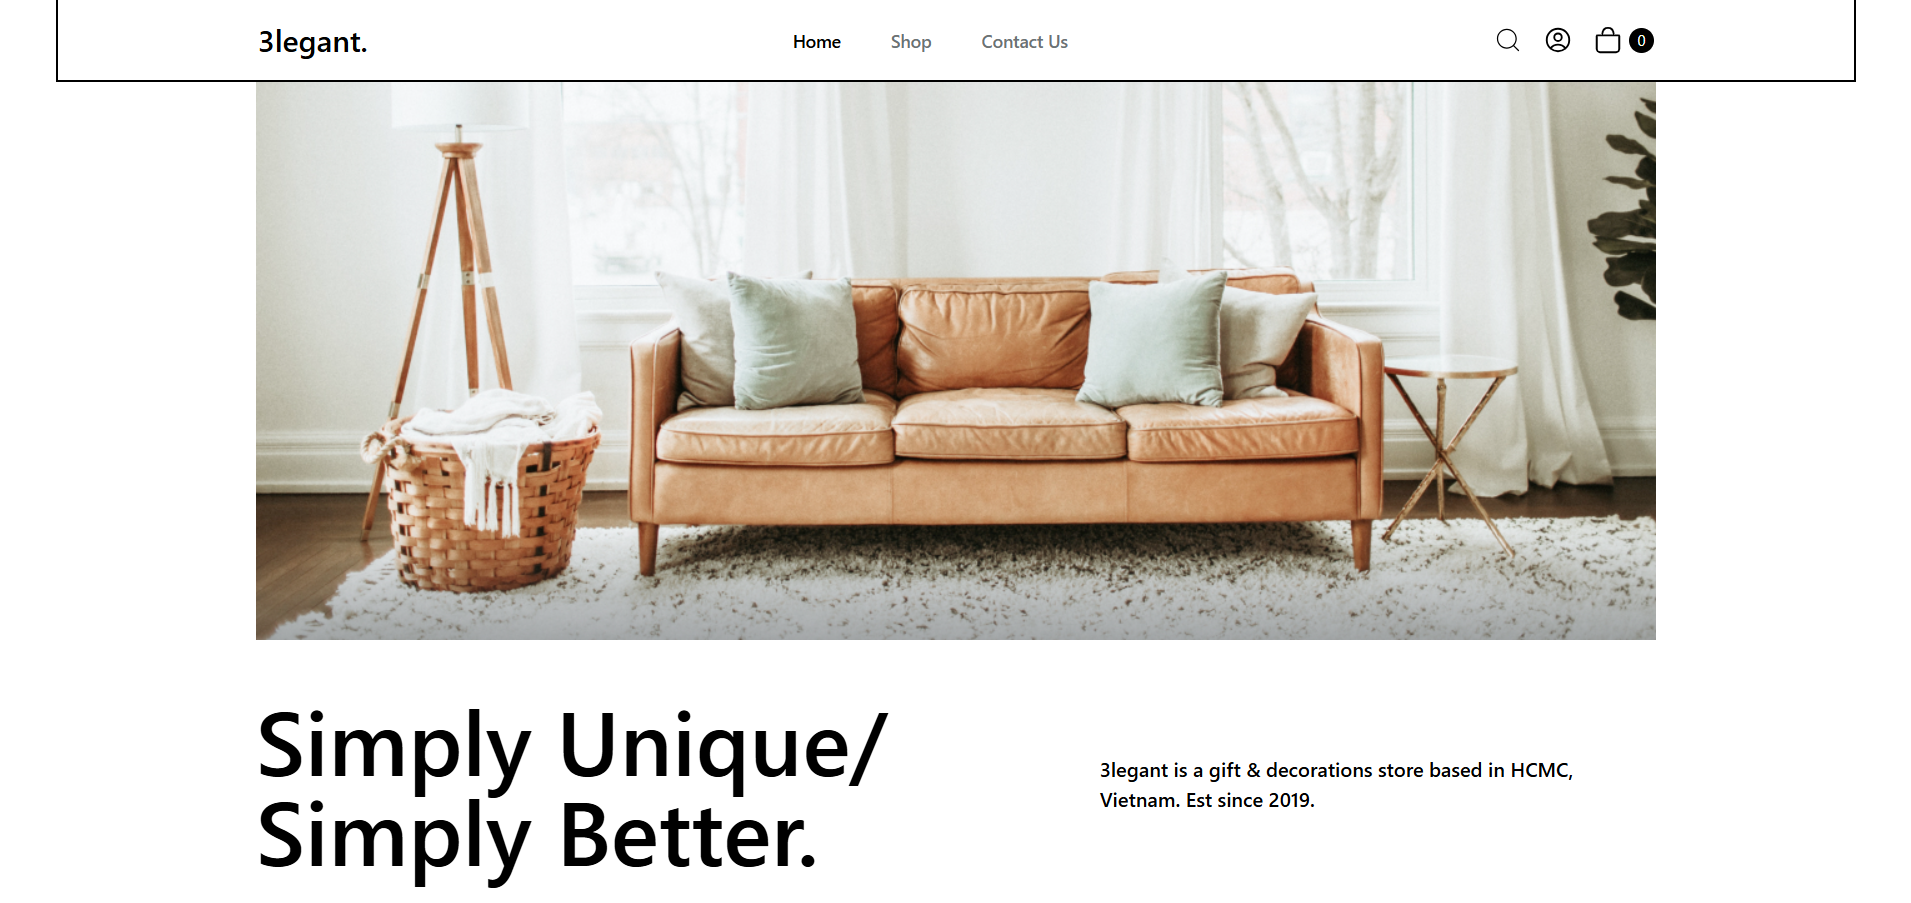 3legant.
Home
Shop
Contact Us
0
Simply Unique/
Simply Better.
3legant is a gift & decorations store based in HCMC,
Vietnam. Est since 2019.